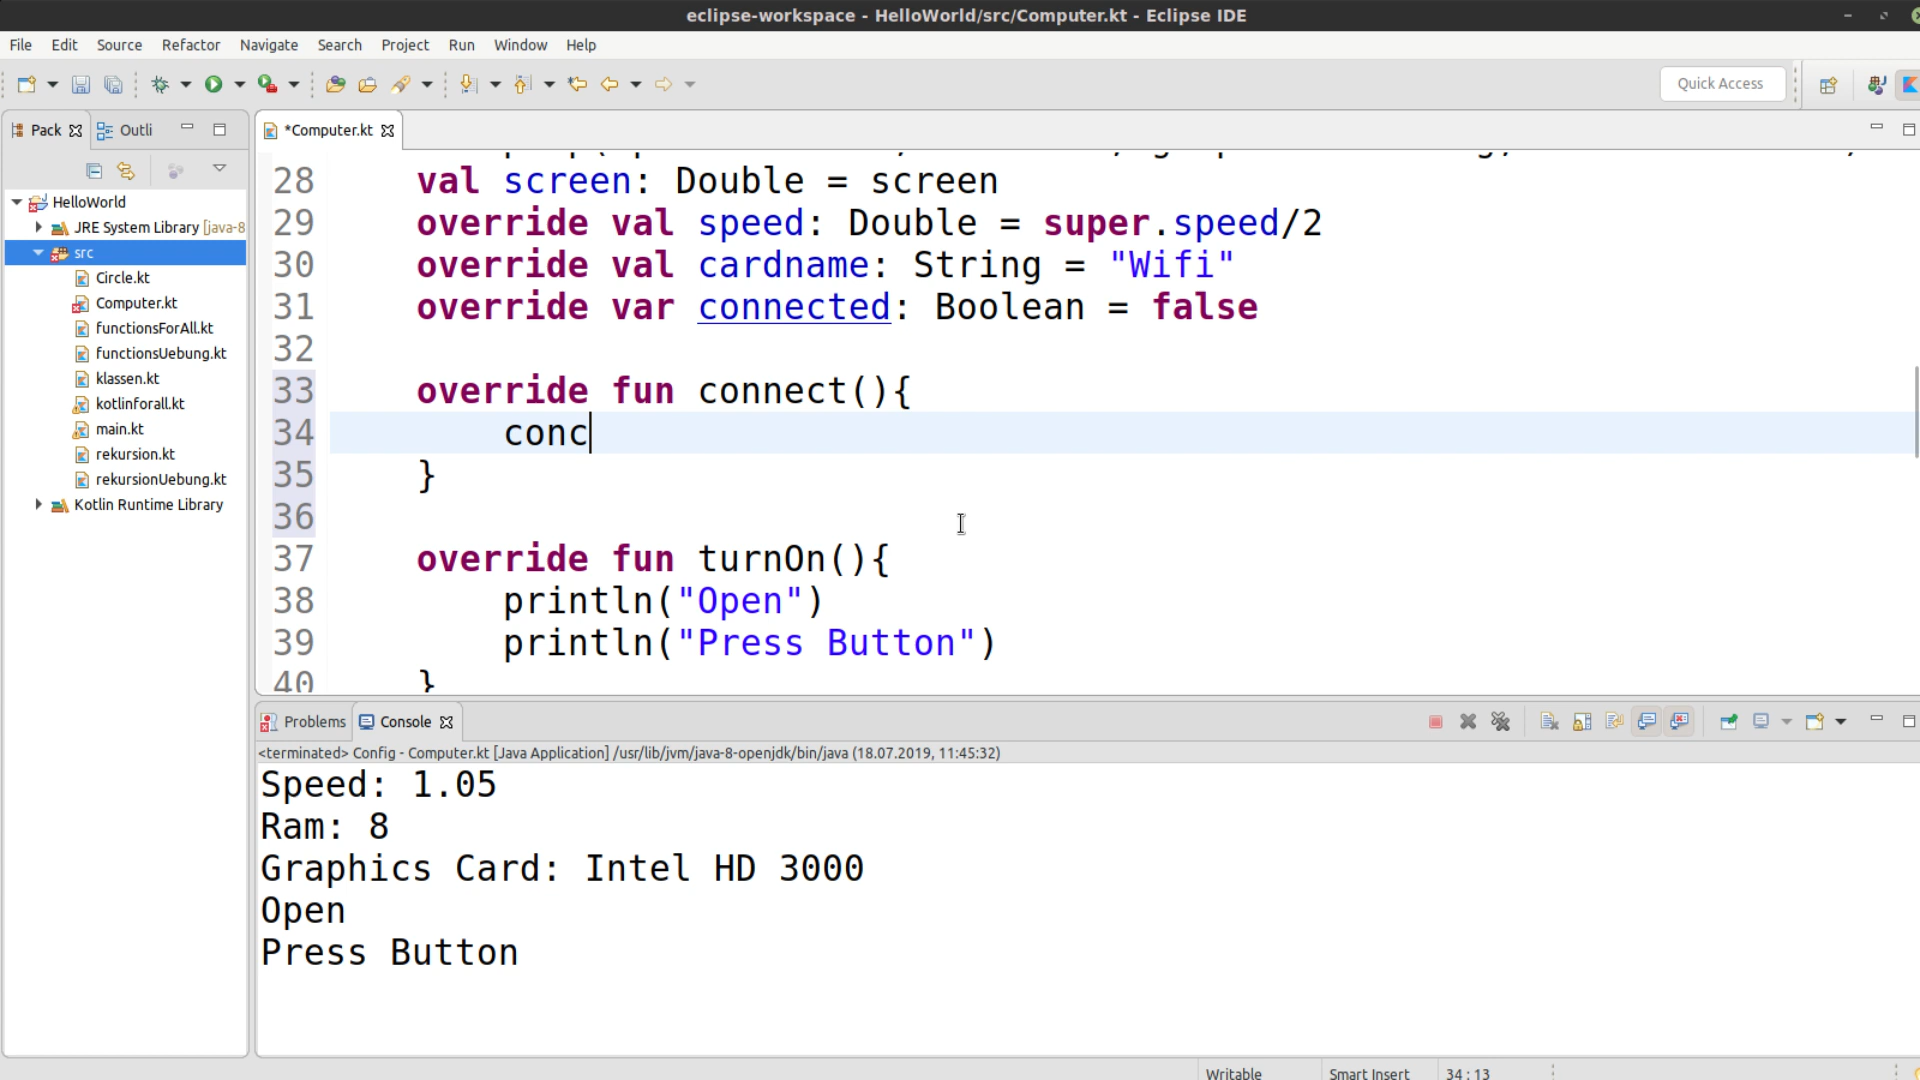 eclipse-workspace - HelloWorld/src/Computer.kt - Eclipse IDE
File Edit Source Refactor Navigate Search Project Run Window Help
Quick Access
Pack Outli
*Computer.kt
HelloWorld
JRE System Library [java-8
src
Circle.kt
Computer.kt
functionsForAll.kt
functionsUebung.kt
klassen.kt
kotlinforall.kt
main.kt
rekursion.kt
rekursionUebung.kt
Kotlin Runtime Library
28 val screen: Double = screen
29 override val speed: Double = super.speed/2
30 override val cardname: String = "Wifi"
31 override var connected: Boolean = false
32
33 override fun connect(){
34 conc
35 }
36
37 override fun turnOn(){
38 println("Open")
39 println("Press Button")
40 }
Problems Console
<terminated> Config - Computer.kt [Java Application] /usr/lib/jvm/java-8-openjdk/bin/java (18.07.2019, 11:45:32)
Speed: 1.05
Ram: 8
Graphics Card: Intel HD 3000
Open
Press Button
Writable Smart Insert 34 : 13